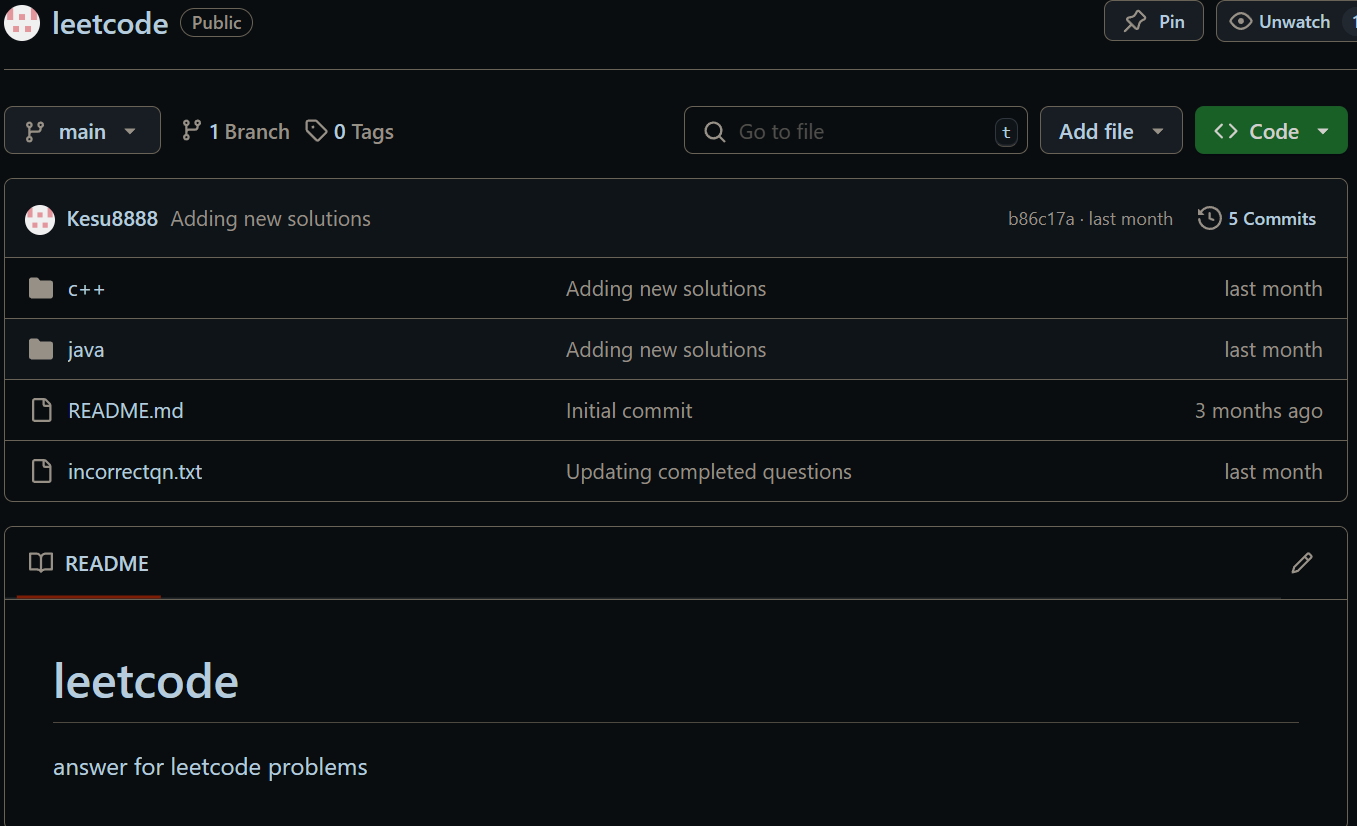 leetcode Public Pin Unwatch 1
main 1 Branch 0 Tags Go to file t Add file <> Code
Kesu8888 Adding new solutions b86c17a · last month 5 Commits
c++ Adding new solutions last month
java Adding new solutions last month
README.md Initial commit 3 months ago
incorrectqn.txt Updating completed questions last month
README
leetcode
answer for leetcode problems